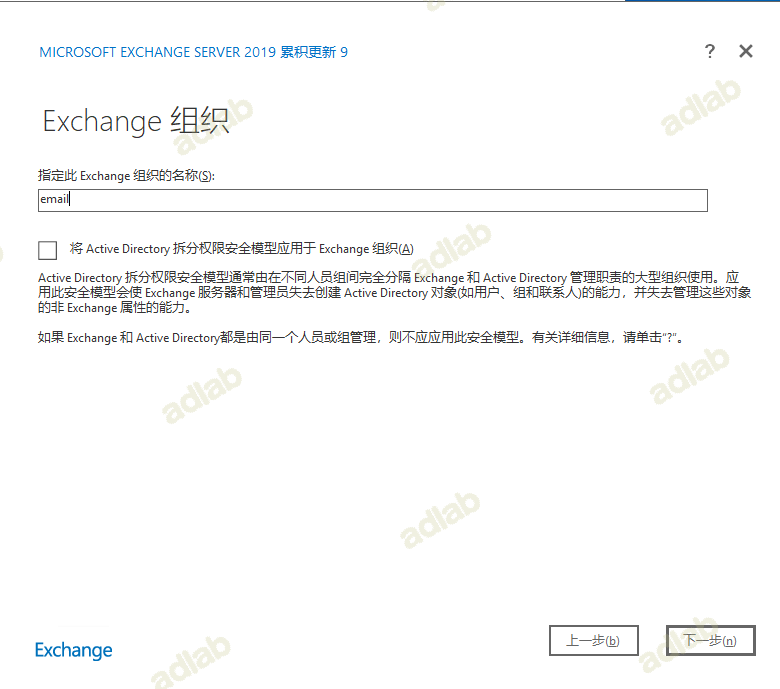 MICROSOFT EXCHANGE SERVER 2019 累积更新 9
? ×
Exchange 组织
指定此 Exchange 组织的名称(S):
email
将 Active Directory 拆分权限安全模型应用于 Exchange 组织(A)
Active Directory 拆分权限安全模型通常由在不同人员组间完全分隔 Exchange 和 Active Directory 管理职责的大型组织使用。应
用此安全模型会使 Exchange 服务器和管理员失去创建 Active Directory 对象(如用户、组和联系人)的能力，并失去管理这些对象
的非 Exchange 属性的能力。
如果 Exchange 和 Active Directory都是由同一个人员或组管理，则不应应用此安全模型。有关详细信息，请单击“?”。
Exchange
上一步(b) 下一步(n)
adlab
adlab
adlab
adlab
adlab
adlab
adlab
adlab